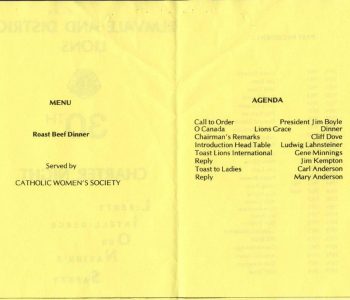 MENU
Roast Beef Dinner
Served by
CATHOLIC WOMEN'S SOCIETY
AGENDA
Call to Order President Jim Boyle
O Canada Lions Grace Dinner
Chairman's Remarks Cliff Dove
Introduction Head Table Ludwig Lahnsteiner
Toast Lions International Gene Minnings
Reply Jim Kempton
Toast to Ladies Carl Anderson
Reply Mary Anderson